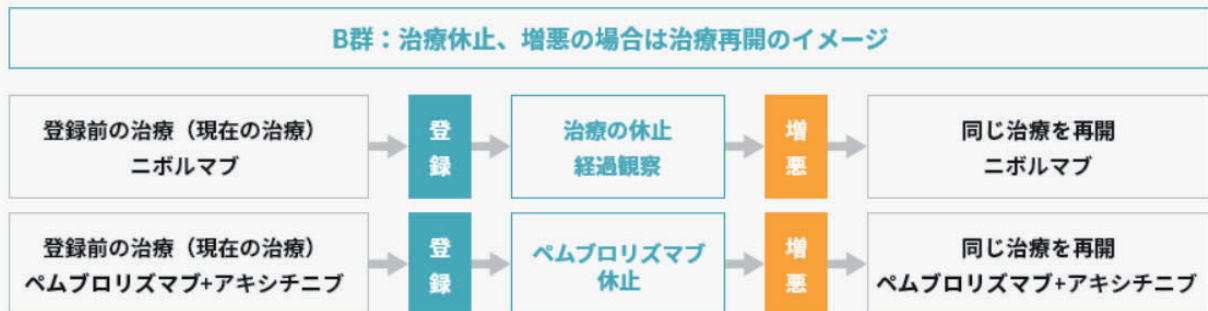 B群：治療休止、増悪の場合は治療再開のイメージ
登録前の治療（現在の治療）
ニボルマブ
登
録
治療の休止
経過観察
増
悪
同じ治療を再開
ニボルマブ
登録前の治療（現在の治療）
ペムブロリズマブ+アキシチニブ
登
録
ペムブロリズマブ
休止
増
悪
同じ治療を再開
ペムブロリズマブ+アキシチニブ